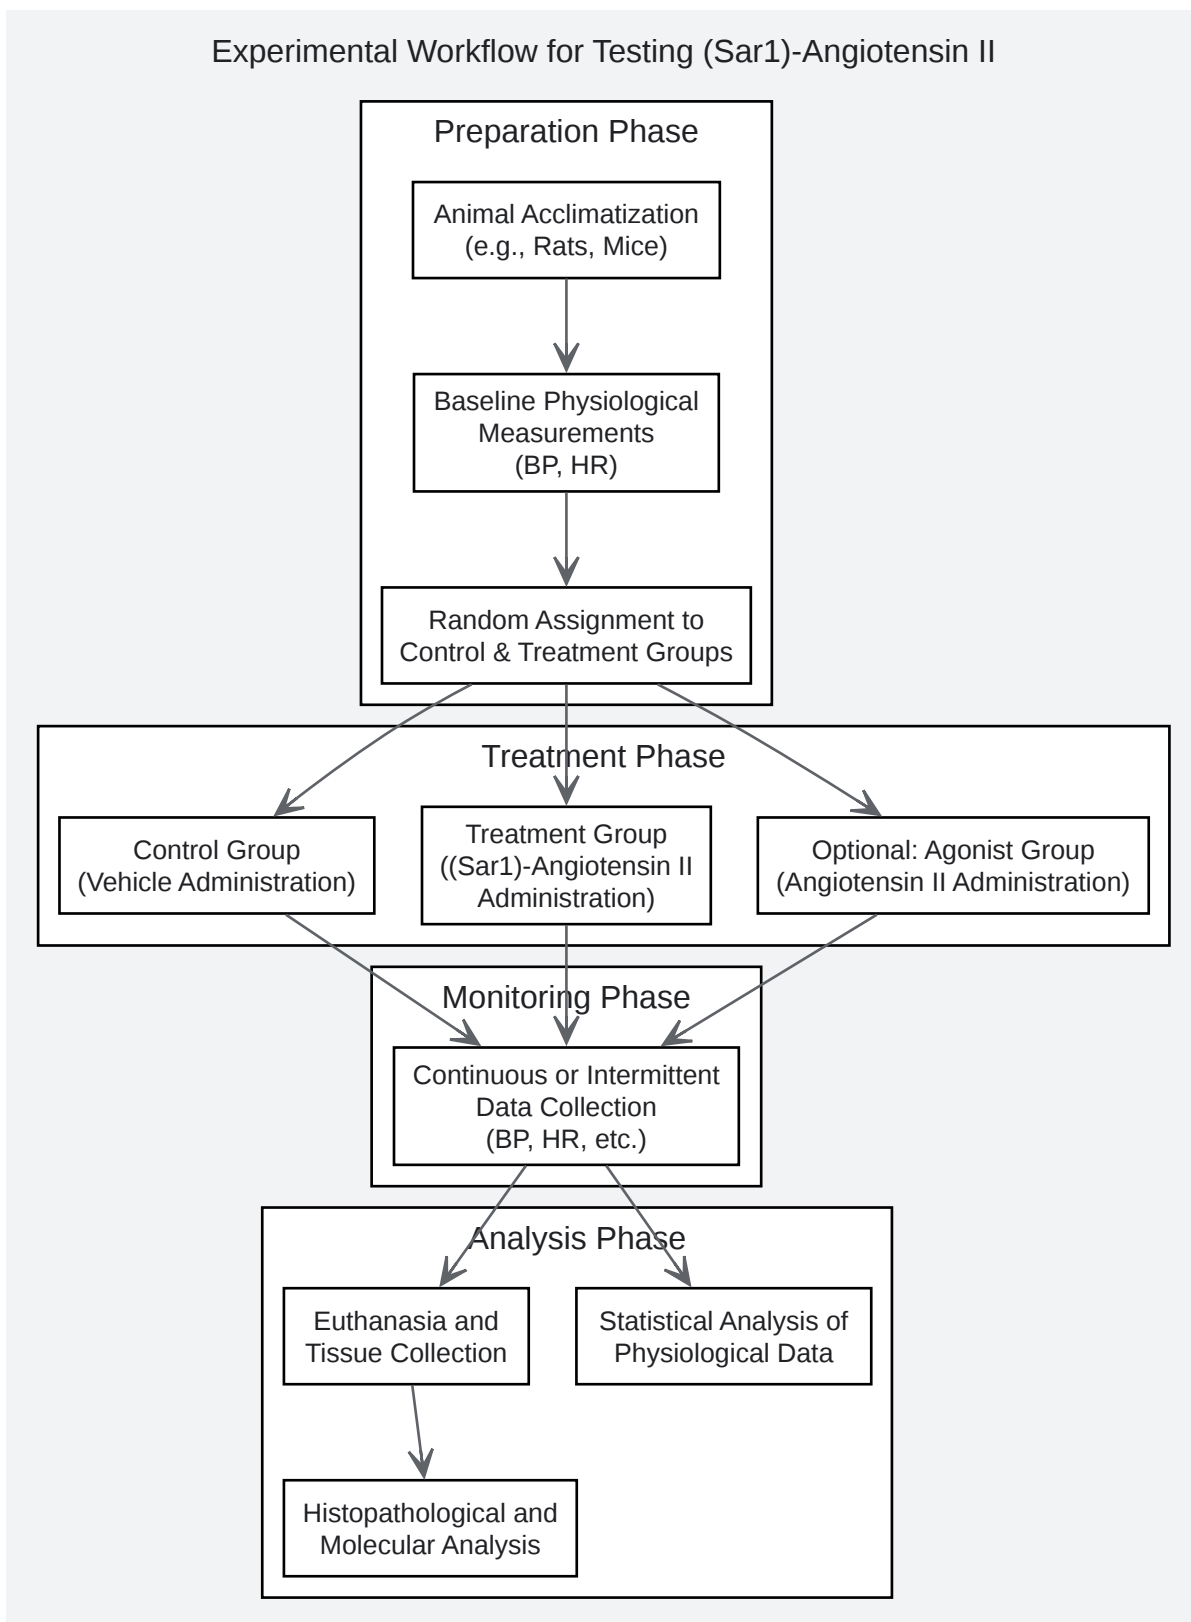 Experimental Workflow for Testing (Sar1)-Angiotensin II
Preparation Phase
Animal Acclimatization
(e.g., Rats, Mice)
Baseline Physiological
Measurements
(BP, HR)
Random Assignment to
Control & Treatment Groups
Treatment Phase
Control Group
(Vehicle Administration)
Treatment Group
((Sar1)-Angiotensin II
Administration)
Optional: Agonist Group
(Angiotensin II Administration)
Monitoring Phase
Continuous or Intermittent
Data Collection
(BP, HR, etc.)
Analysis Phase
Euthanasia and
Tissue Collection
Statistical Analysis of
Physiological Data
Histopathological and
Molecular Analysis